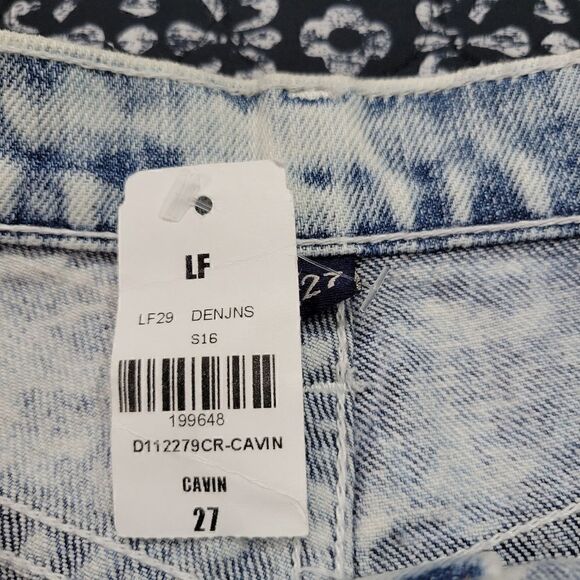 LF
27
LF29 DENJNS
S16
199648
D112279CR-CAVIN
CAVIN
27